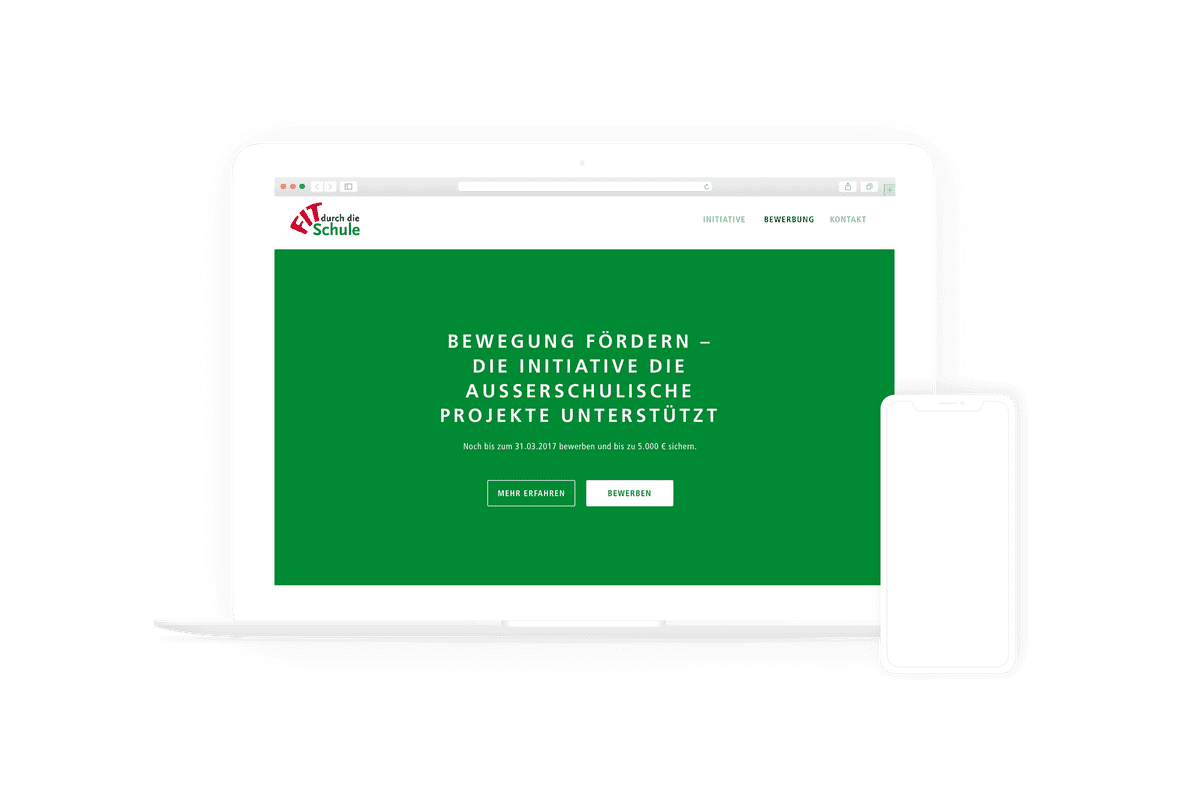 FIT durch die
Schule
INITIATIVE BEWERBUNG KONTAKT
BEWEGUNG FÖRDERN –
DIE INITIATIVE DIE
AUSSERSCHULISCHE
PROJEKTE UNTERSTÜTZT
Noch bis zum 31.03.2017 bewerben und bis zu 5.000 € sichern.
MEHR ERFAHREN BEWERBEN